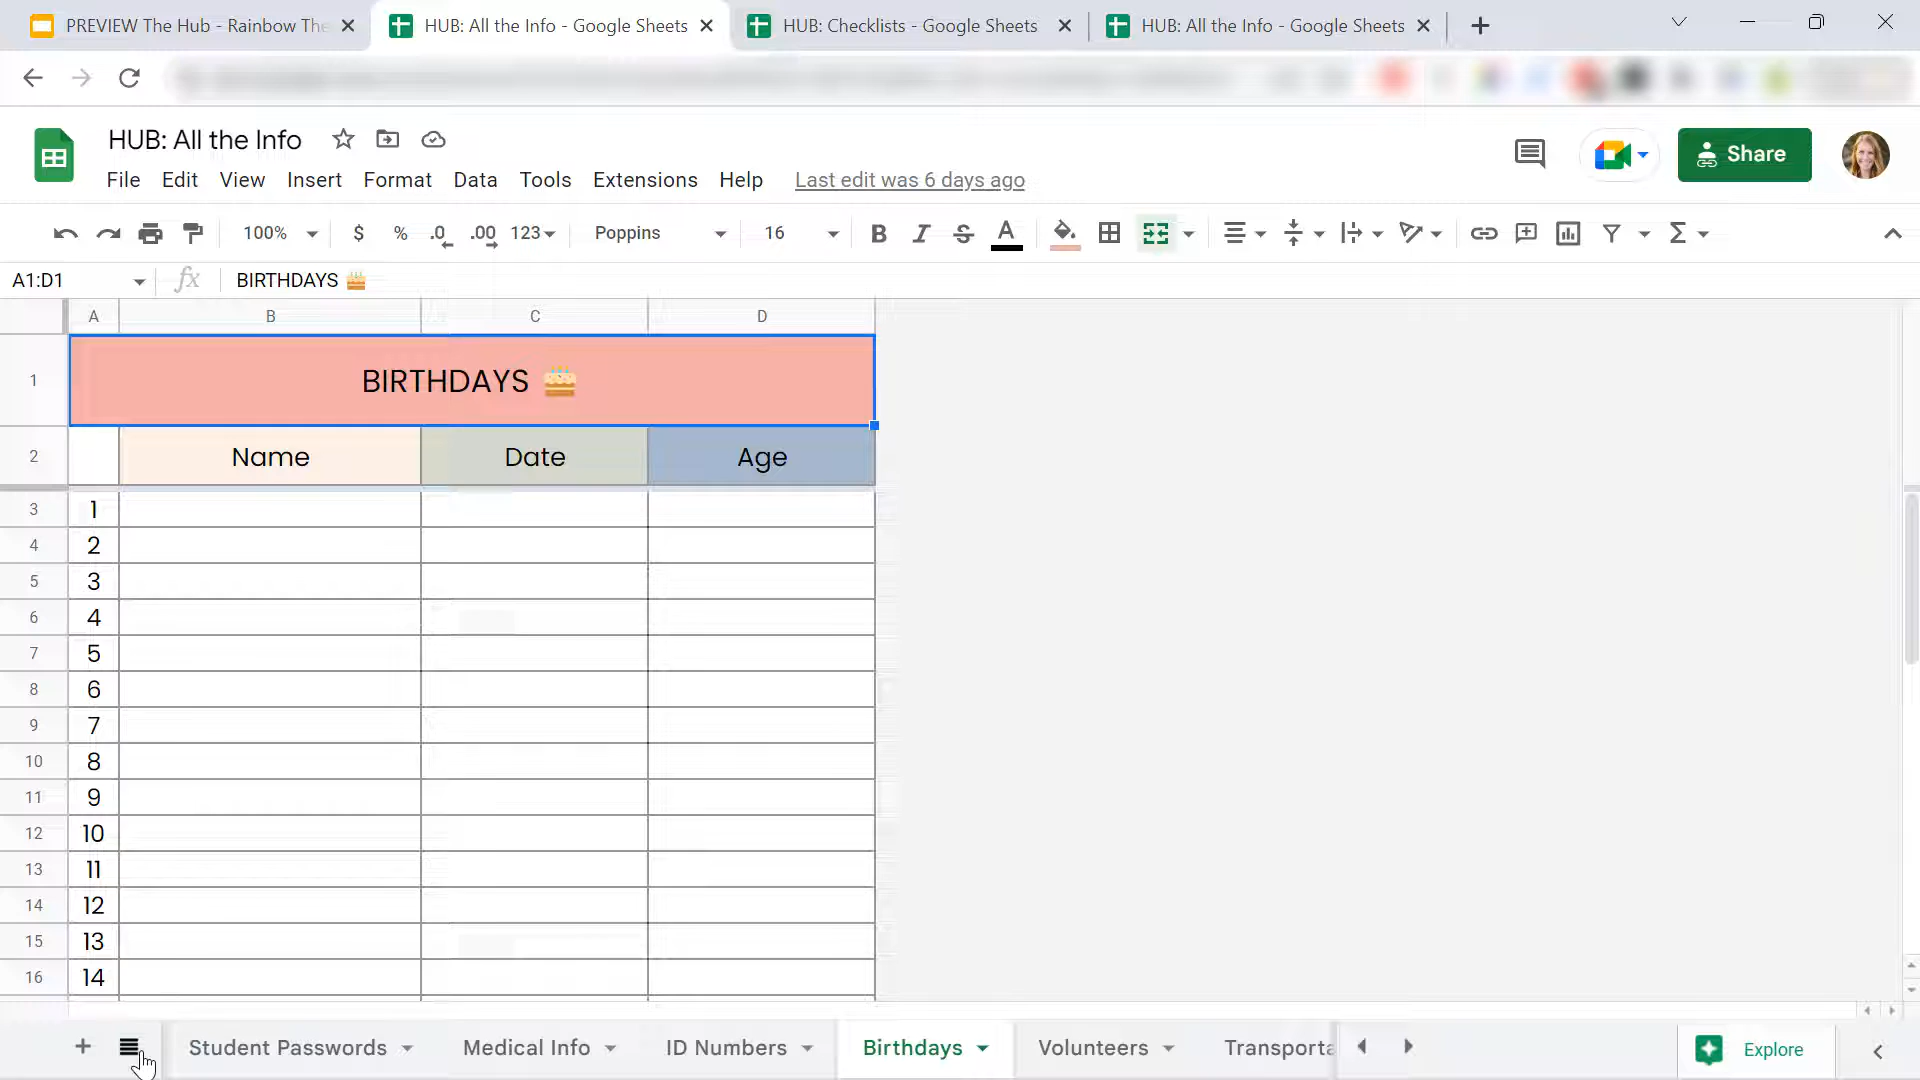 PREVIEW The Hub - Rainbow The
HUB: All the Info - Google Sheets
HUB: Checklists - Google Sheets
HUB: All the Info - Google Sheets
HUB: All the Info
Share
File Edit View Insert Format Data Tools Extensions Help Last edit was 6 days ago
100% $ % .0 .00 123 Poppins 16 B I S A Σ
A1:D1 fx BIRTHDAYS 🎂
A B C D
1 BIRTHDAYS 🎂
2 Name Date Age
3 1
4 2
5 3
6 4
7 5
8 6
9 7
10 8
11 9
12 10
13 11
14 12
15 13
16 14
Student Passwords Medical Info ID Numbers Birthdays Volunteers Transporta Explore